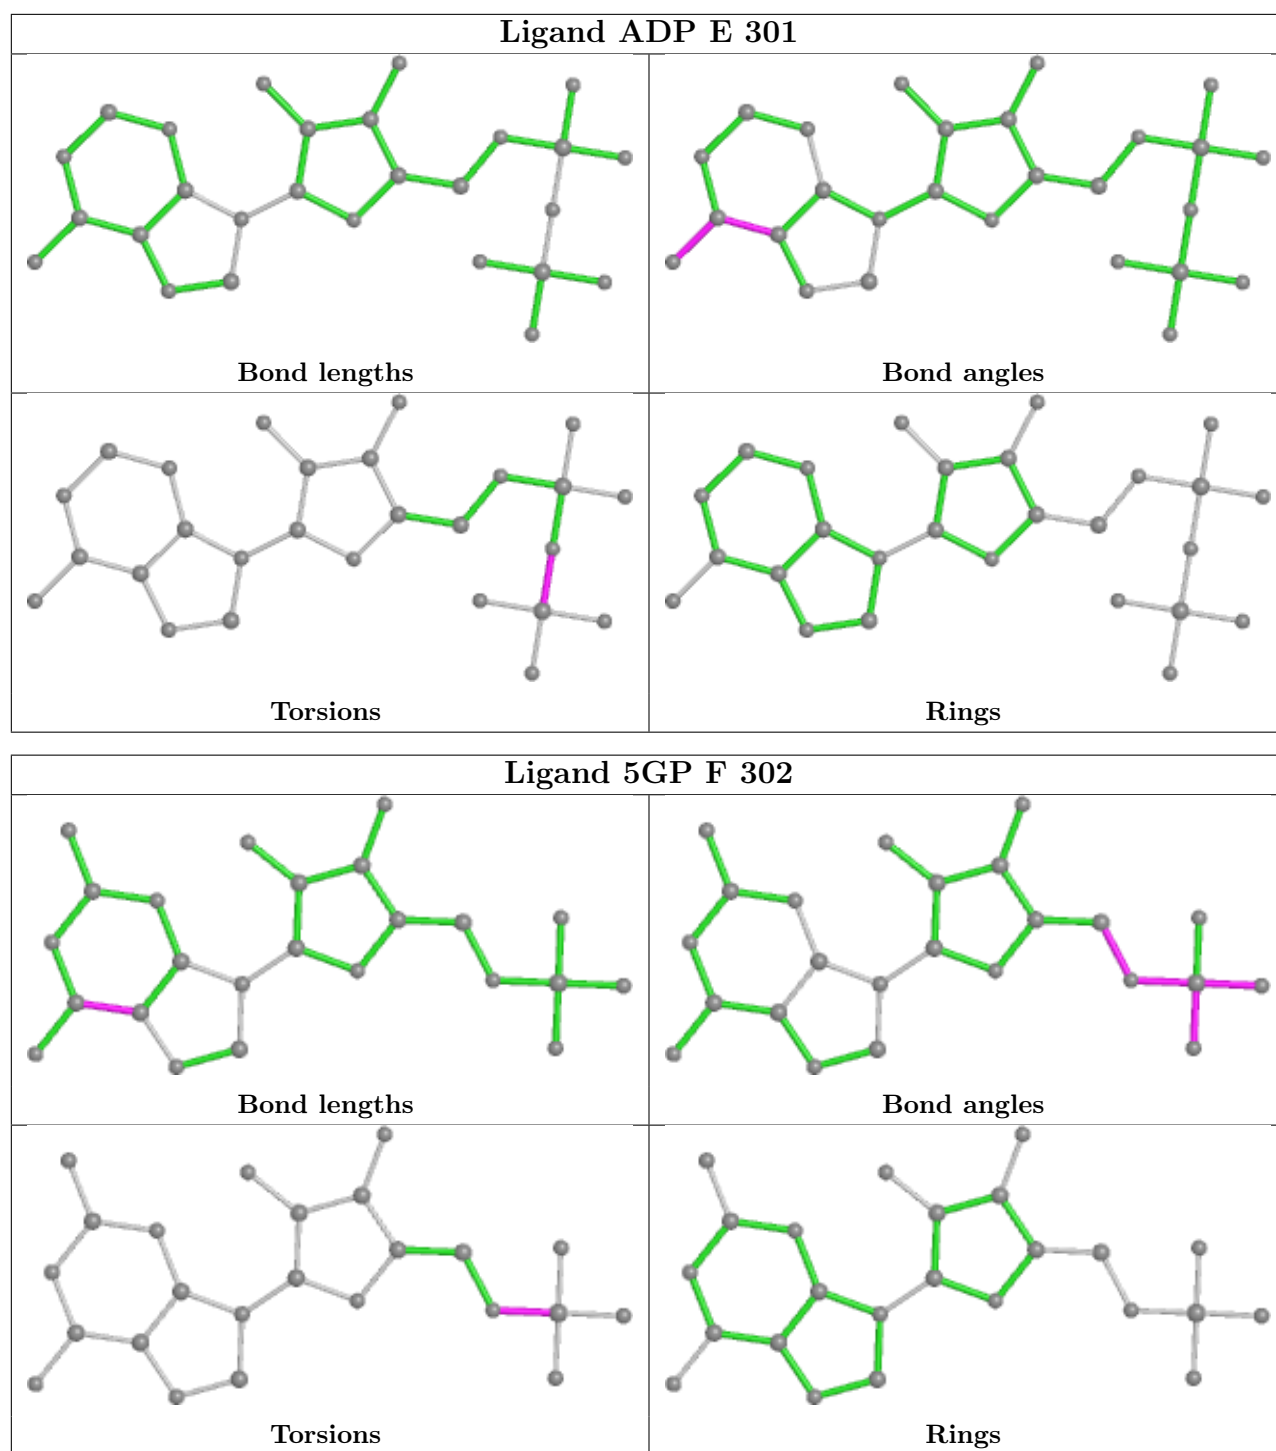 Ligand ADP E 301
Bond lengths
Bond angles
Torsions
Rings
Ligand 5GP F 302
Bond lengths
Bond angles
Torsions
Rings